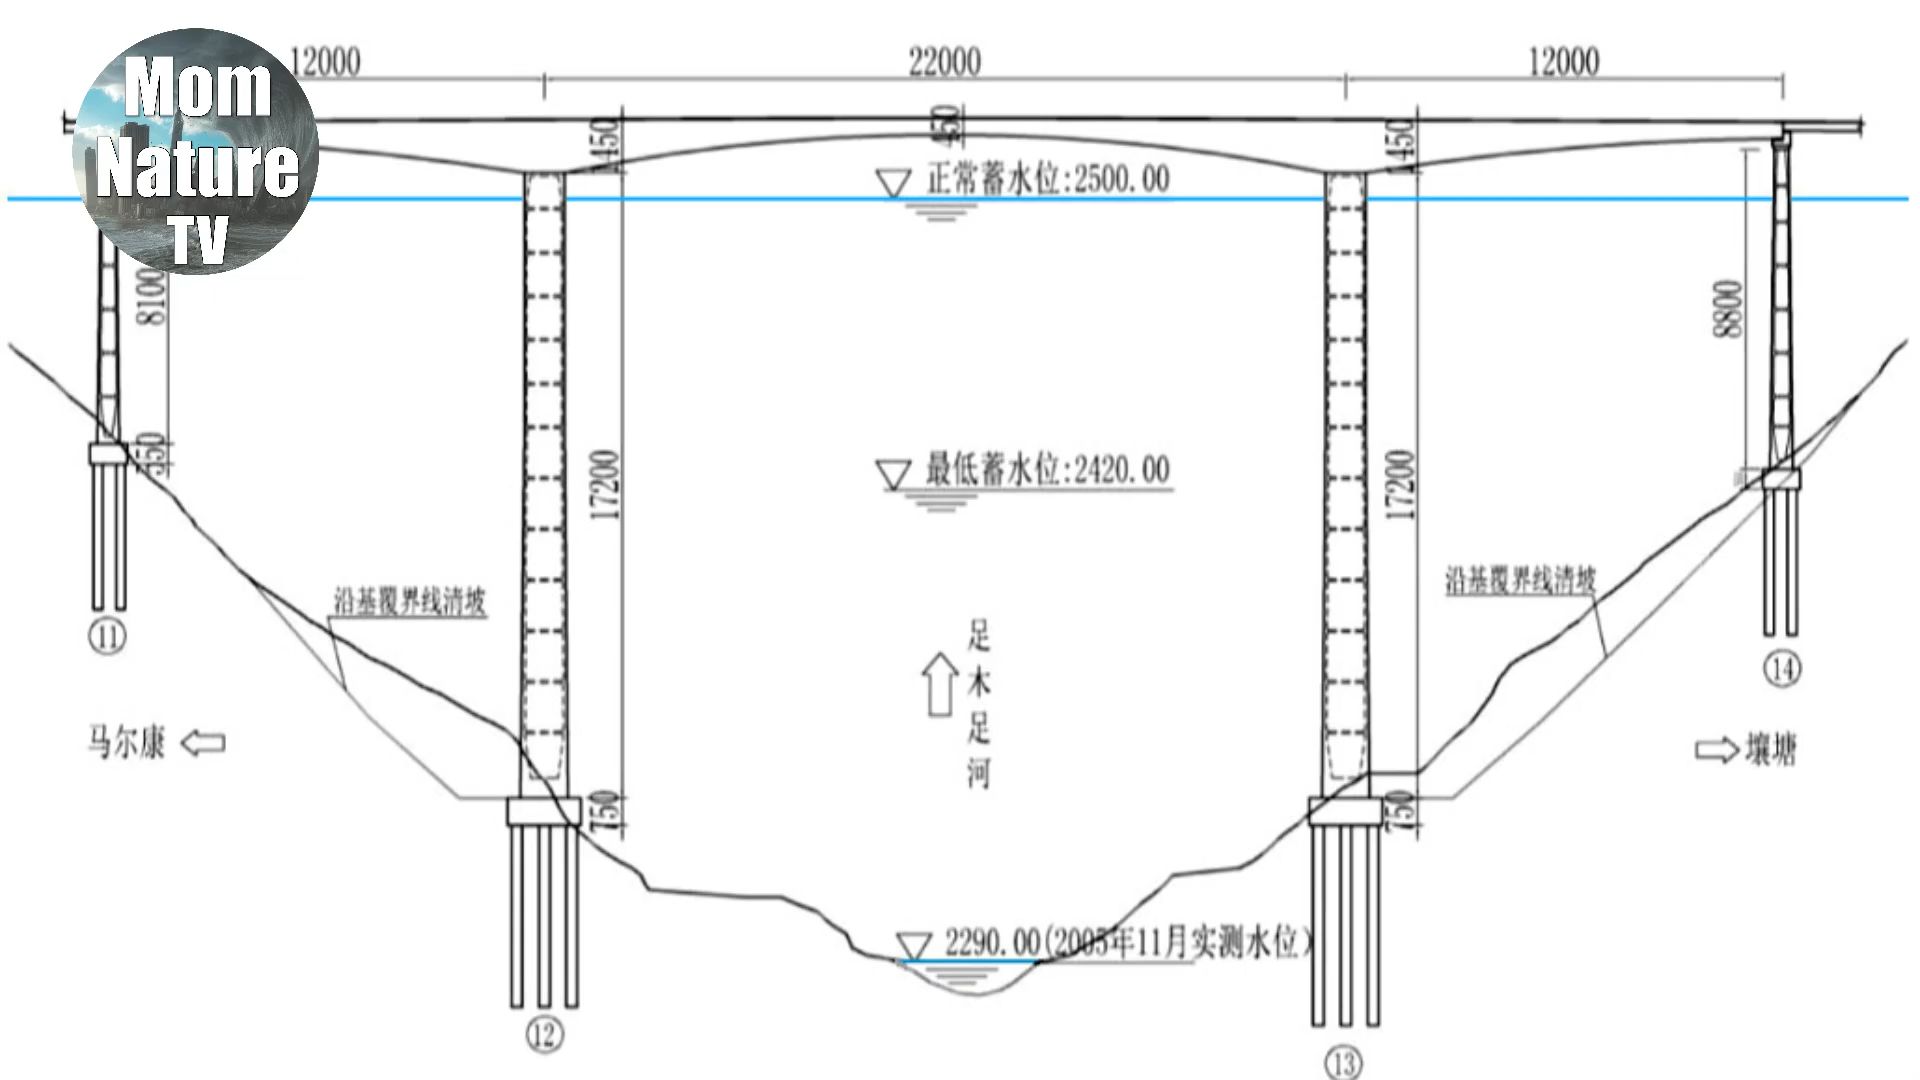 12000
22000
12000
Mom
Nature
TV
450
正常蓄水位:2500.00
8100
8800
最低蓄水位:2420.00
550
17200
17200
沿基覆界线清坡
沿基覆界线清坡
足木足河
11
14
马尔康
壤塘
750
750
2290.00(2005年11月实测水位)
12
13